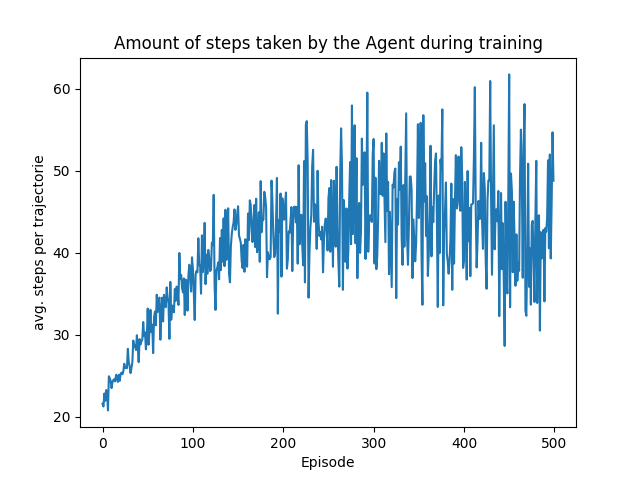 Amount of steps taken by the Agent during training
60
50
40
30
20
avg. steps per trajectorie
0 100 200 300 400 500
Episode